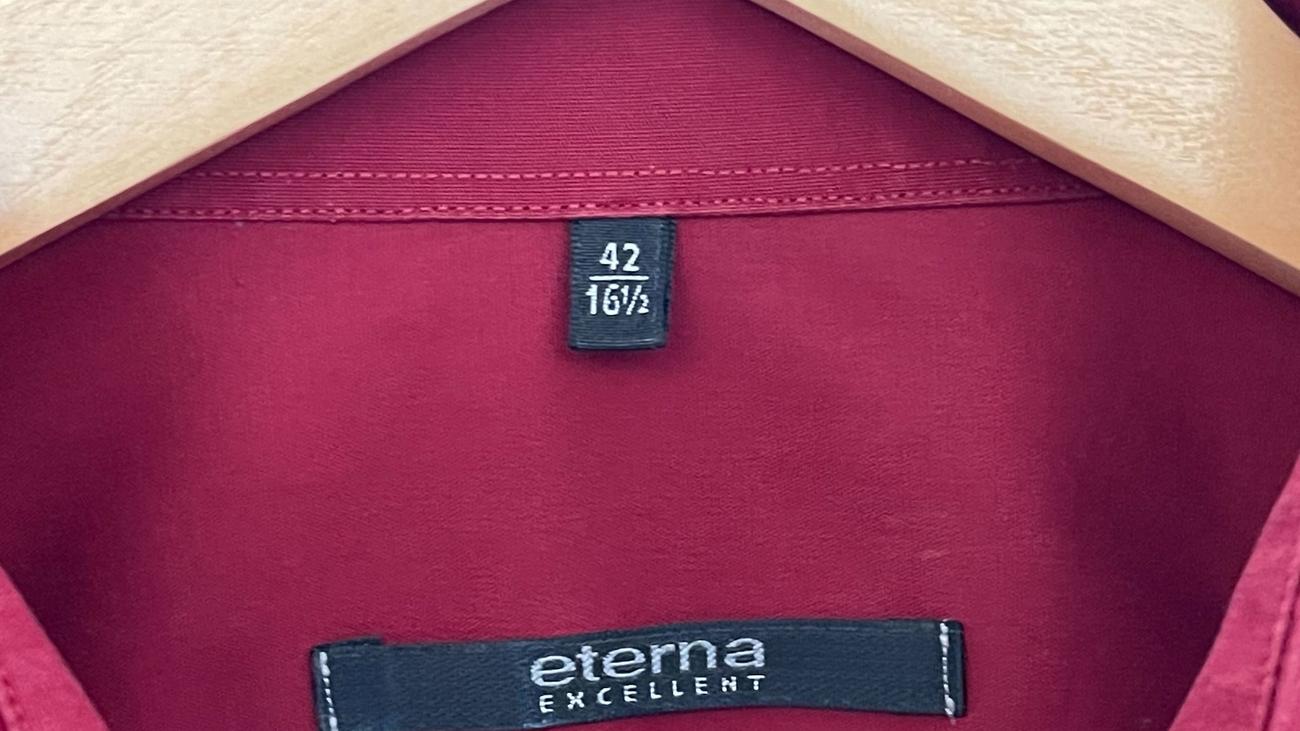 42
16½
eterna
EXCELLENT